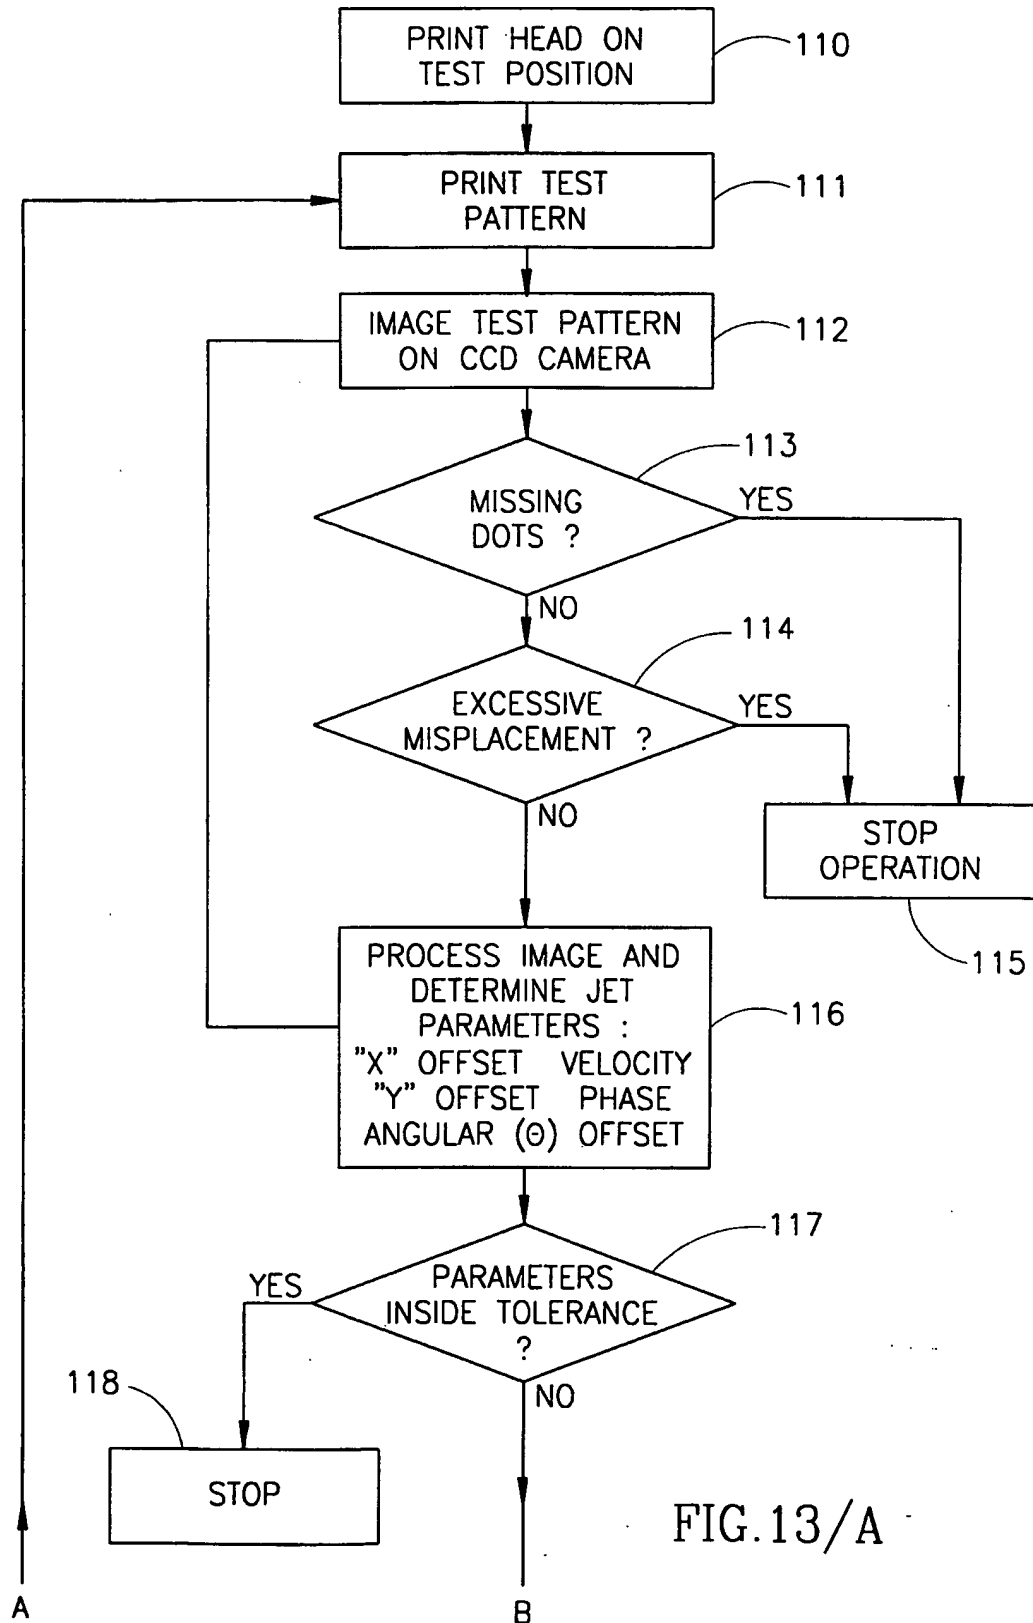 PRINT HEAD ON
TEST POSITION
110
PRINT TEST
PATTERN
111
IMAGE TEST PATTERN
ON CCD CAMERA
112
113
MISSING
DOTS ?
YES
NO
114
EXCESSIVE
MISPLACEMENT ?
YES
NO
STOP
OPERATION
115
PROCESS IMAGE AND
DETERMINE JET
PARAMETERS :
"X" OFFSET VELOCITY
"Y" OFFSET PHASE
ANGULAR (Θ) OFFSET
116
117
PARAMETERS
INSIDE TOLERANCE
?
YES
NO
118
STOP
FIG.13/A
A
B